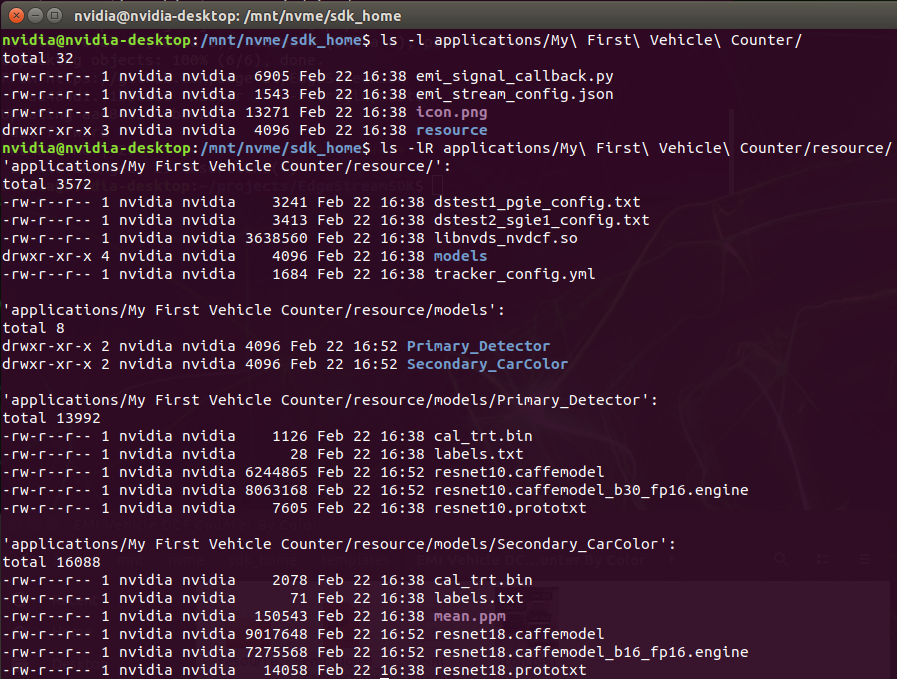 nvidia@nvidia-desktop: /mnt/nvme/sdk_home
nvidia@nvidia-desktop:/mnt/nvme/sdk_home$ ls -l applications/My\ First\ Vehicle\ Counter/
total 32
-rw-r--r-- 1 nvidia nvidia  6905 Feb 22 16:38 emi_signal_callback.py
-rw-r--r-- 1 nvidia nvidia  1543 Feb 22 16:38 emi_stream_config.json
-rw-r--r-- 1 nvidia nvidia 13271 Feb 22 16:38 icon.png
drwxr-xr-x 3 nvidia nvidia  4096 Feb 22 16:38 resource
nvidia@nvidia-desktop:/mnt/nvme/sdk_home$ ls -lR applications/My\ First\ Vehicle\ Counter/resource/
'applications/My First Vehicle Counter/resource/':
total 3572
-rw-r--r-- 1 nvidia nvidia    3241 Feb 22 16:38 dstest1_pgie_config.txt
-rw-r--r-- 1 nvidia nvidia    3413 Feb 22 16:38 dstest2_sgie1_config.txt
-rw-r--r-- 1 nvidia nvidia 3638560 Feb 22 16:38 libnvds_nvdcf.so
drwxr-xr-x 4 nvidia nvidia    4096 Feb 22 16:38 models
-rw-r--r-- 1 nvidia nvidia    1684 Feb 22 16:38 tracker_config.yml
'applications/My First Vehicle Counter/resource/models':
total 8
drwxr-xr-x 2 nvidia nvidia 4096 Feb 22 16:52 Primary_Detector
drwxr-xr-x 2 nvidia nvidia 4096 Feb 22 16:52 Secondary_CarColor
'applications/My First Vehicle Counter/resource/models/Primary_Detector':
total 13992
-rw-r--r-- 1 nvidia nvidia    1126 Feb 22 16:38 cal_trt.bin
-rw-r--r-- 1 nvidia nvidia      28 Feb 22 16:38 labels.txt
-rw-r--r-- 1 nvidia nvidia 6244865 Feb 22 16:52 resnet10.caffemodel
-rw-r--r-- 1 nvidia nvidia 8063168 Feb 22 16:52 resnet10.caffemodel_b30_fp16.engine
-rw-r--r-- 1 nvidia nvidia    7605 Feb 22 16:38 resnet10.prototxt
'applications/My First Vehicle Counter/resource/models/Secondary_CarColor':
total 16088
-rw-r--r-- 1 nvidia nvidia    2078 Feb 22 16:38 cal_trt.bin
-rw-r--r-- 1 nvidia nvidia      71 Feb 22 16:38 labels.txt
-rw-r--r-- 1 nvidia nvidia  150543 Feb 22 16:38 mean.ppm
-rw-r--r-- 1 nvidia nvidia 9017648 Feb 22 16:52 resnet18.caffemodel
-rw-r--r-- 1 nvidia nvidia 7275568 Feb 22 16:52 resnet18.caffemodel_b16_fp16.engine
-rw-r--r-- 1 nvidia nvidia   14058 Feb 22 16:38 resnet18.prototxt